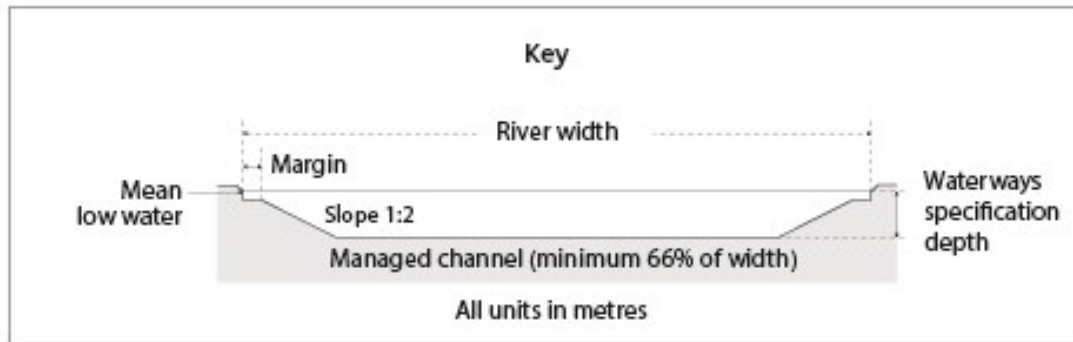 Key
River width
Margin
Mean
low water
Slope 1:2
Waterways
specification
depth
Managed channel (minimum 66% of width)
All units in metres